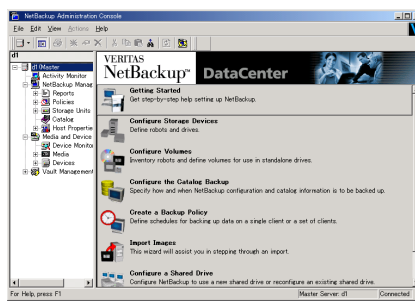 NetBackup Administration Console
File Edit View Actions Help
d1
d1 (Master
Activity Monitor
NetBackup Manag
Reports
Policies
Storage Units
Catalog
Host Propertie
Media and Device
Device Monito
Media
Devices
Vault Management
VERITAS
NetBackup™ DataCenter
Getting Started
Get step-by-step help setting up NetBackup.
Configure Storage Devices
Define robots and drives.
Configure Volumes
Inventory robots and define volumes for use in standalone drives.
Configure the Catalog Backup
Specify how and when NetBackup configuration and catalog information is to be backed up.
Create a Backup Policy
Define schedules for backing up data on a single client or a set of clients.
Import Images
This wizard will assist you in stepping through an import.
Configure a Shared Drive
Configure NetBackup to use a new shared drive or reconfigure an existing shared drive.
For Help, press F1
Master Server: d1
Connected